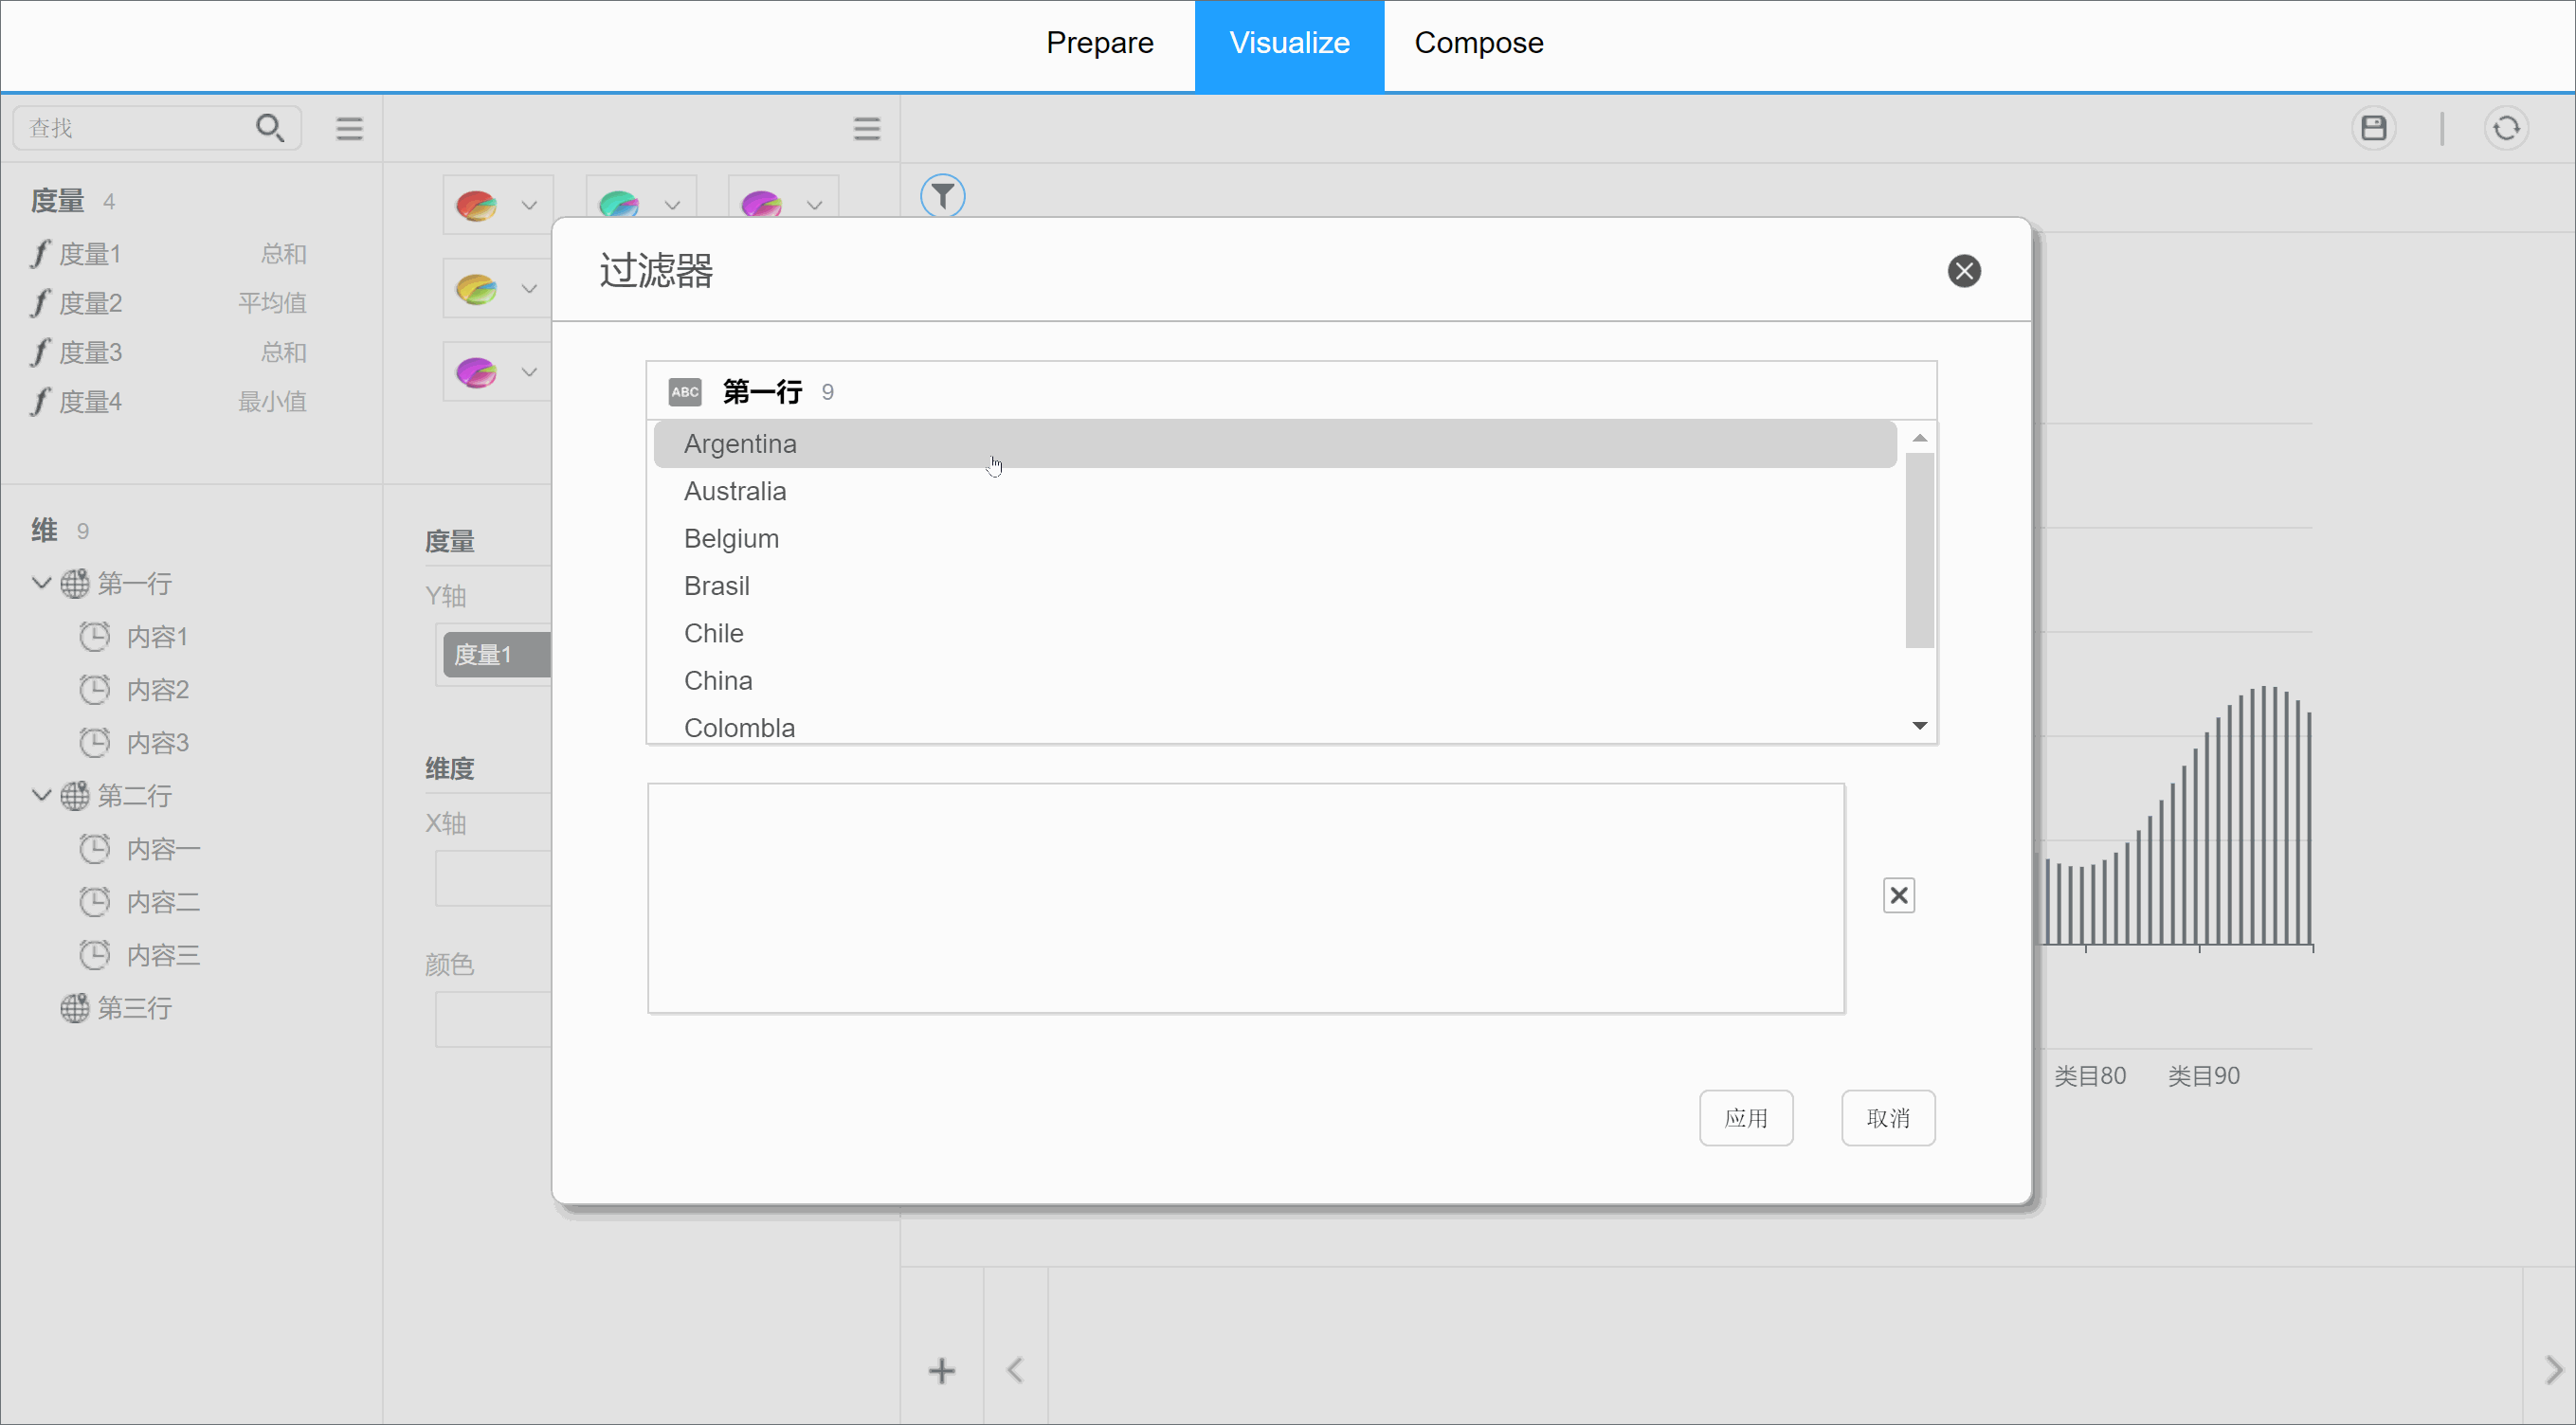 Prepare Visualize Compose
查找
度量 4
度量1 总和
度量2 平均值
度量3 总和
度量4 最小值
维 9
第一行
内容1
内容2
内容3
第二行
内容一
内容二
内容三
第三行
度量
Y轴
度量1
维度
X轴
颜色
过滤器
ABC 第一行 9
Argentina
Australia
Belgium
Brasil
Chile
China
Colombla
应用 取消
类目80 类目90